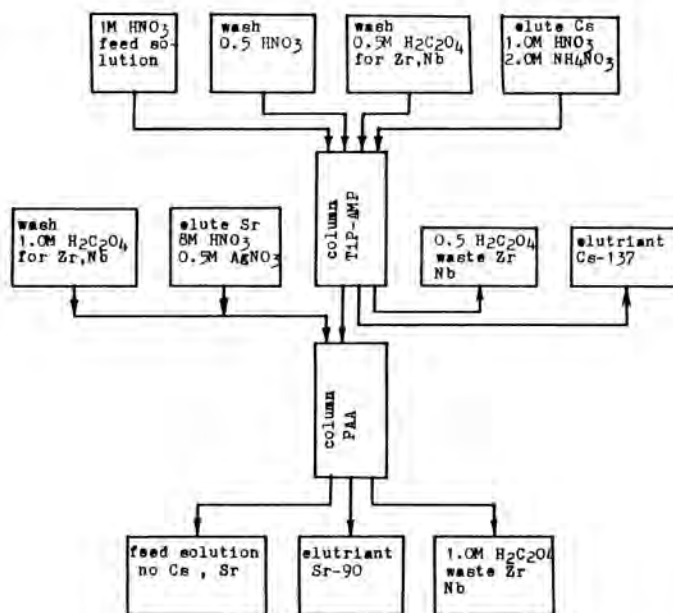 1M HNO3
feed so-
lution
wash
0.5 HNO3
wash
0.5M H2C2O4
for Zr,Nb
elute Cs
1.0M HNO3
2.0M NH4NO3
column
TiP-AMP
wash
1.0M H2C2O4
for Zr,Nb
elute Sr
8M HNO3
0.5M AgNO3
0.5 H2C2O4
waste Zr
Nb
elutriant
Cs-137
column
PAA
feed solution
no Cs , Sr
elutriant
Sr-90
1.0M H2C2O4
waste Zr
Nb